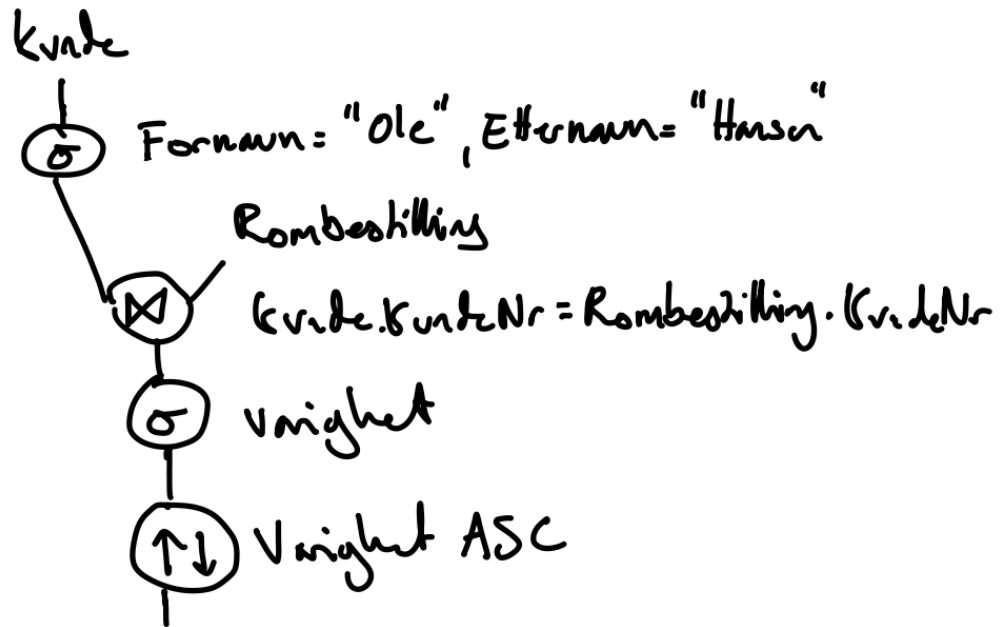 Kunde
σ Fornavn = "Ole", Etternavn = "Hansen"
Rombestilling
⋈ Kunde.KundeNr = Rombestilling.KundeNr
σ Varighet
↑↓ Varighet ASC